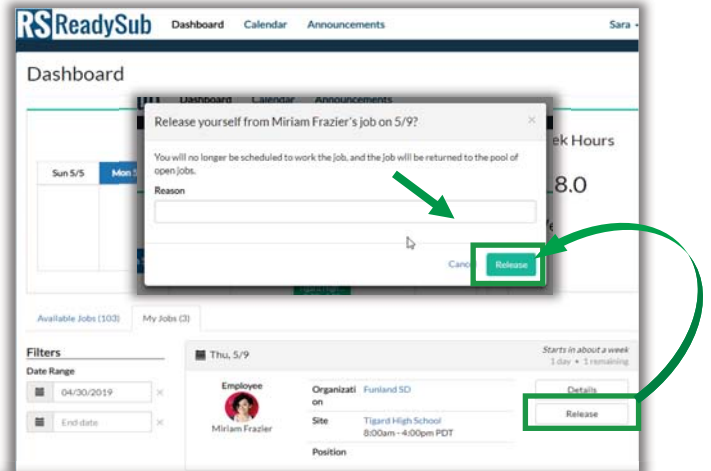 RS ReadySub Dashboard Calendar Announcements Sara
Dashboard
Dashboard Calendar Announcements
Release yourself from Miriam Frazier's job on 5/9? ×
You will no longer be scheduled to work the job, and the job will be returned to the pool of
open jobs.
Reason
Cancel Release
ek Hours
8.0
Sun 5/5 Mon
Available Jobs (103) My Jobs (3)
Filters
Date Range
04/30/2019 ×
End date ×
Thu, 5/9
Starts in about a week
1 day • 1 remaining
Employee
Miriam Frazier
Organizati
on
Funland SD
Site Tigard High School
8:00am - 4:00pm PDT
Position
Details
Release